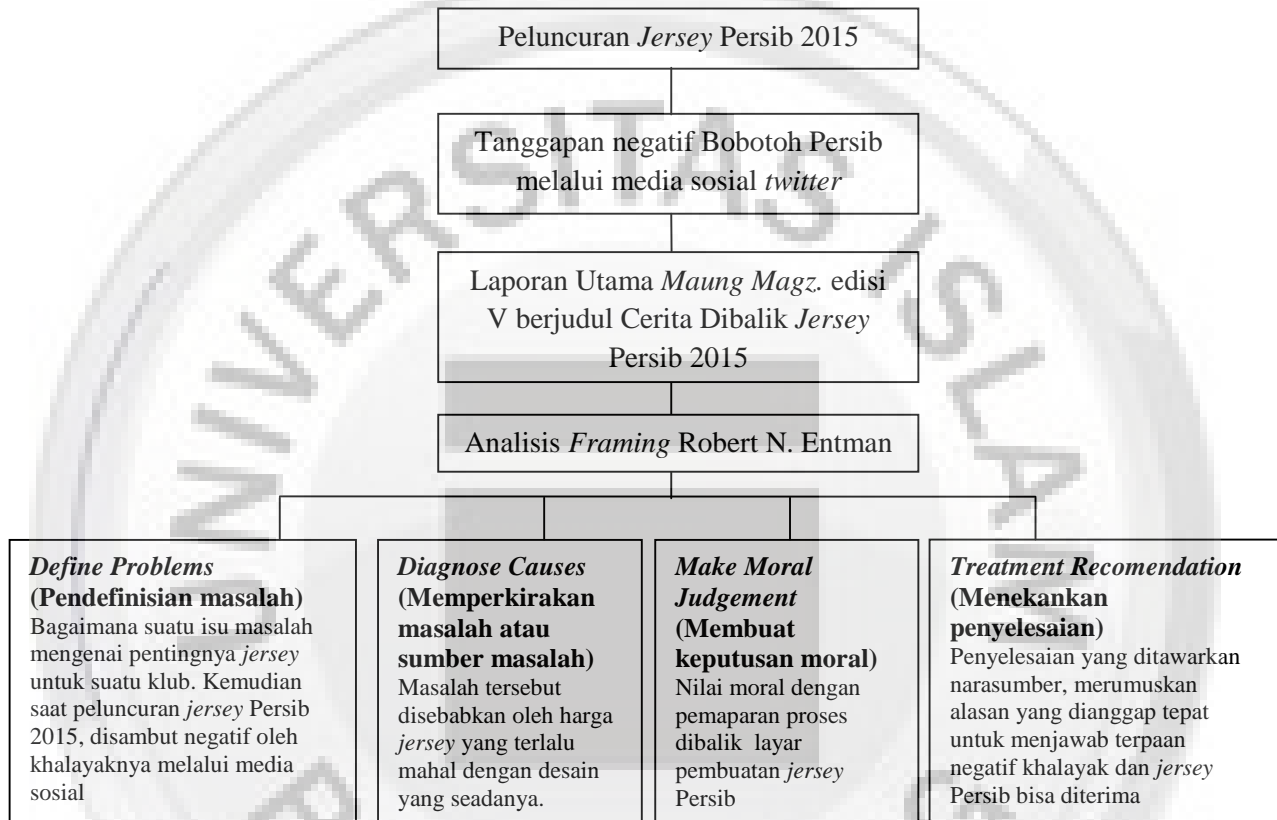 Peluncuran Jersey Persib 2015
Tanggapan negatif Bobotoh Persib
melalui media sosial twitter
Laporan Utama Maung Magz. edisi
V berjudul Cerita Dibalik Jersey
Persib 2015
Analisis Framing Robert N. Entman
Define Problems
(Pendefinisian masalah)
Bagaimana suatu isu masalah
mengenai pentingnya jersey
untuk suatu klub. Kemudian
saat peluncuran jersey Persib
2015, disambut negatif oleh
khalayaknya melalui media
sosial
Diagnose Causes
(Memperkirakan
masalah atau
sumber masalah)
Masalah tersebut
disebabkan oleh harga
jersey yang terlalu
mahal dengan desain
yang seadanya.
Make Moral
Judgement
(Membuat
keputusan moral)
Nilai moral dengan
pemaparan proses
dibalik layar
pembuatan jersey
Persib
Treatment Recomendation
(Menekankan
penyelesaian)
Penyelesaian yang ditawarkan
narasumber, merumuskan
alasan yang dianggap tepat
untuk menjawab terpaan
negatif khalayak dan jersey
Persib bisa diterima
UNIVERSITAS ISLAM